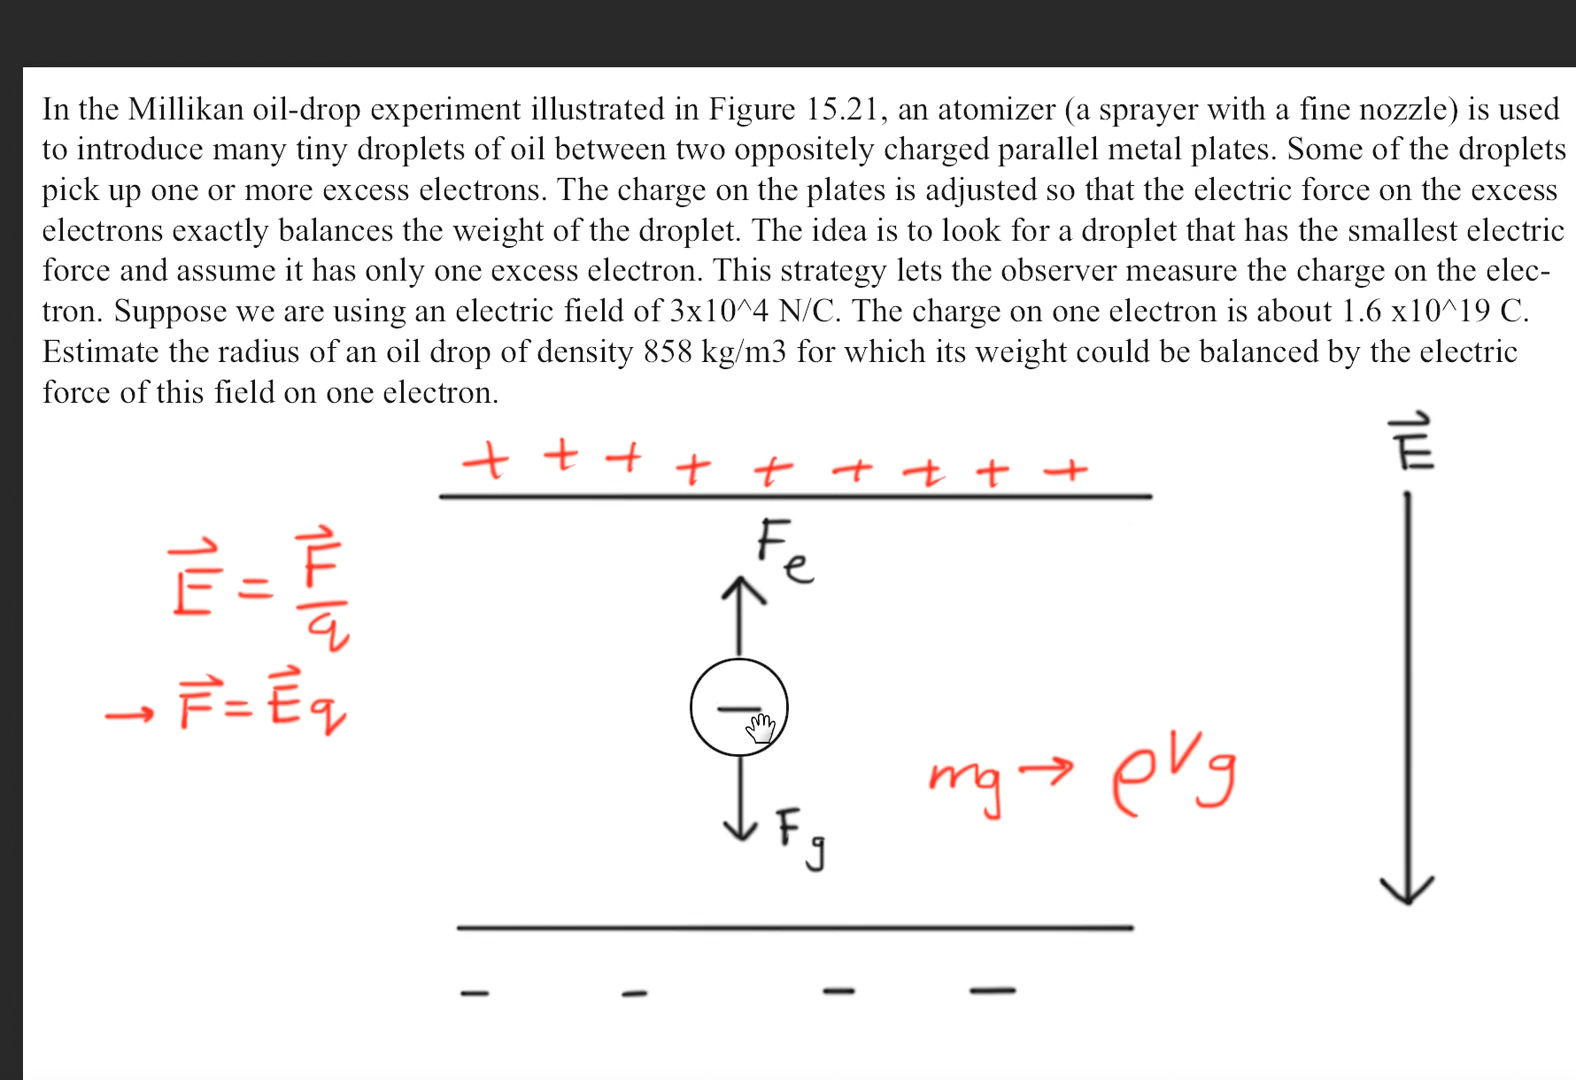 In the Millikan oil-drop experiment illustrated in Figure 15.21, an atomizer (a sprayer with a fine nozzle) is used
to introduce many tiny droplets of oil between two oppositely charged parallel metal plates. Some of the droplets
pick up one or more excess electrons. The charge on the plates is adjusted so that the electric force on the excess
electrons exactly balances the weight of the droplet. The idea is to look for a droplet that has the smallest electric
force and assume it has only one excess electron. This strategy lets the observer measure the charge on the elec-
tron. Suppose we are using an electric field of 3x10^4 N/C. The charge on one electron is about 1.6 x10^19 C.
Estimate the radius of an oil drop of density 858 kg/m3 for which its weight could be balanced by the electric
force of this field on one electron.
+ + + + + + + + +
E⃗
F_e
E⃗ = F⃗/q
→ F⃗ = E⃗q
−
mg → ρVg
F_g
− − − −